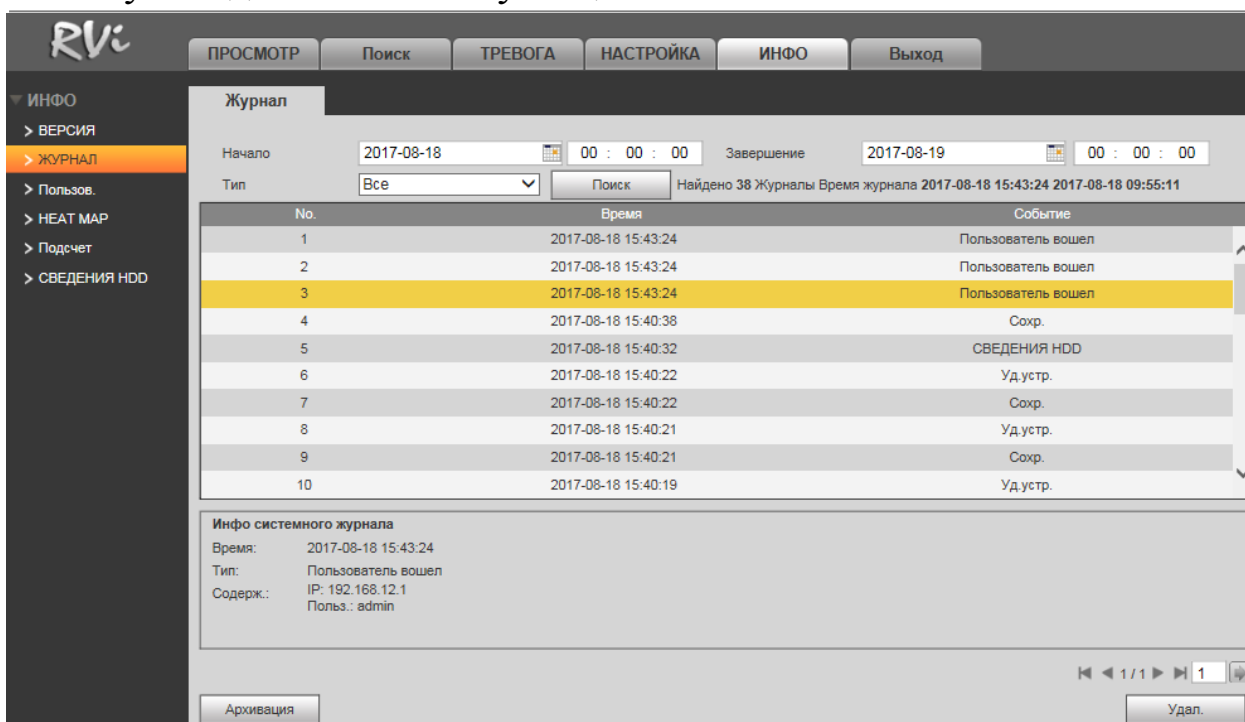 RVi
ПРОСМОТР Поиск ТРЕВОГА НАСТРОЙКА ИНФО Выход
ИНФО
> ВЕРСИЯ
> ЖУРНАЛ
> Пользов.
> HEAT MAP
> Подсчет
> СВЕДЕНИЯ HDD
Журнал
Начало 2017-08-18 00 : 00 : 00 Завершение 2017-08-19 00 : 00 : 00
Тип Все Поиск Найдено 38 Журналы Время журнала 2017-08-18 15:43:24 2017-08-18 09:55:11
No. Время Событие
1 2017-08-18 15:43:24 Пользователь вошел
2 2017-08-18 15:43:24 Пользователь вошел
3 2017-08-18 15:43:24 Пользователь вошел
4 2017-08-18 15:40:38 Сохр.
5 2017-08-18 15:40:32 СВЕДЕНИЯ HDD
6 2017-08-18 15:40:22 Уд.устр.
7 2017-08-18 15:40:22 Сохр.
8 2017-08-18 15:40:21 Уд.устр.
9 2017-08-18 15:40:21 Сохр.
10 2017-08-18 15:40:19 Уд.устр.
Инфо системного журнала
Время: 2017-08-18 15:43:24
Тип: Пользователь вошел
Содерж.: IP: 192.168.12.1
Польз.: admin
1 / 1 1
Архивация Удал.